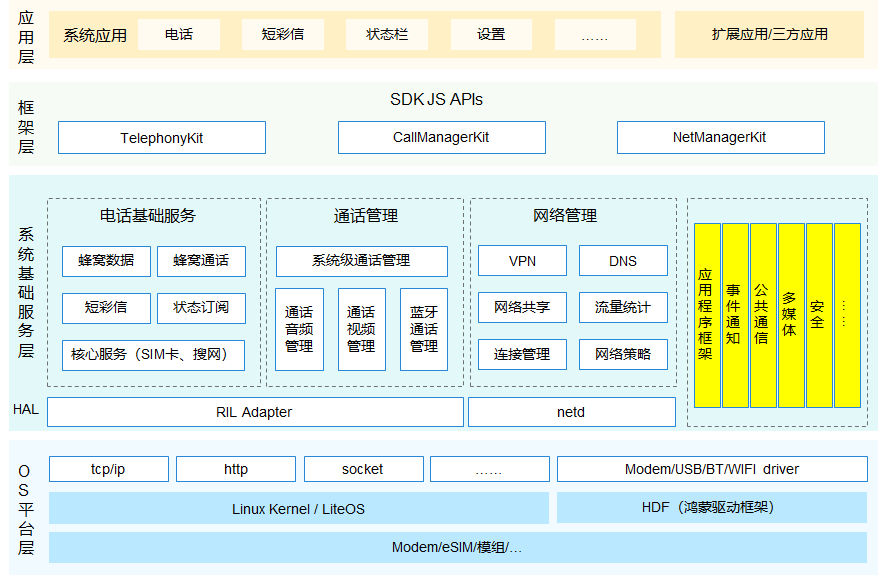 应用层
系统应用
电话
短彩信
状态栏
设置
……
扩展应用/三方应用
框架层
SDK JS APIs
TelephonyKit
CallManagerKit
NetManagerKit
系统基础服务层
电话基础服务
蜂窝数据
蜂窝通话
短彩信
状态订阅
核心服务（SIM卡、搜网）
通话管理
系统级通话管理
通话音频管理
通话视频管理
蓝牙通话管理
网络管理
VPN
DNS
网络共享
流量统计
连接管理
网络策略
应用程序框架
事件通知
公共通信
多媒体
安全
……
HAL
RIL Adapter
netd
OS平台层
tcp/ip
http
socket
……
Modem/USB/BT/WIFI driver
Linux Kernel / LiteOS
HDF（鸿蒙驱动框架）
Modem/eSIM/模组/…